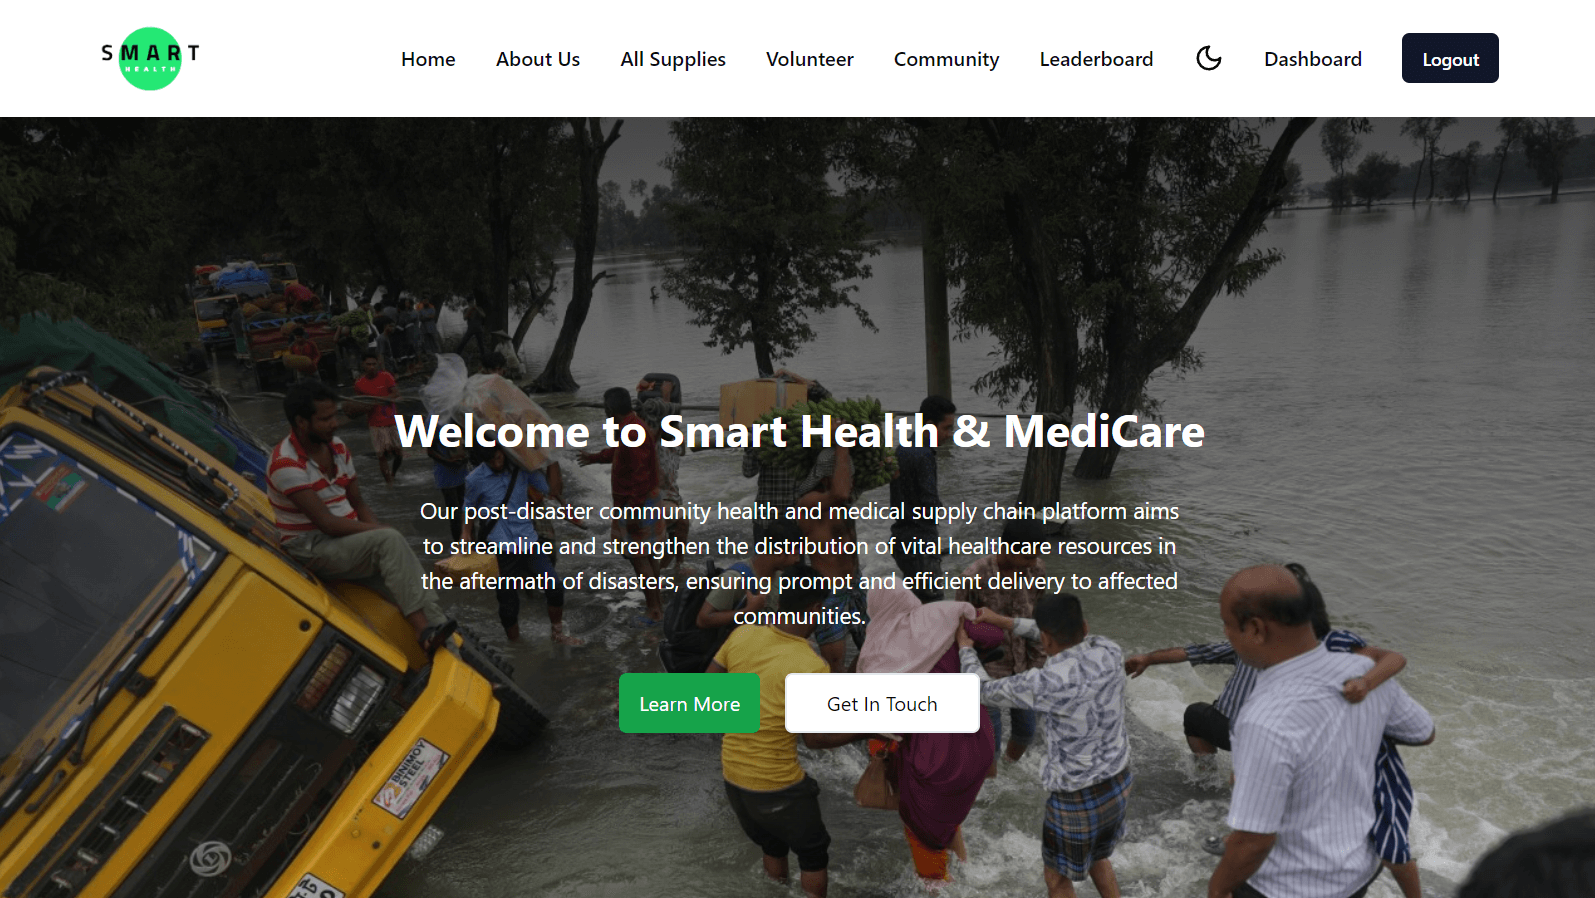 SMART
HEALTH
Home
About Us
All Supplies
Volunteer
Community
Leaderboard
Dashboard
Logout
Welcome to Smart Health & MediCare
Our post-disaster community health and medical supply chain platform aims
to streamline and strengthen the distribution of vital healthcare resources in
the aftermath of disasters, ensuring prompt and efficient delivery to affected
communities.
Learn More
Get In Touch
BINIMOY
STEEL